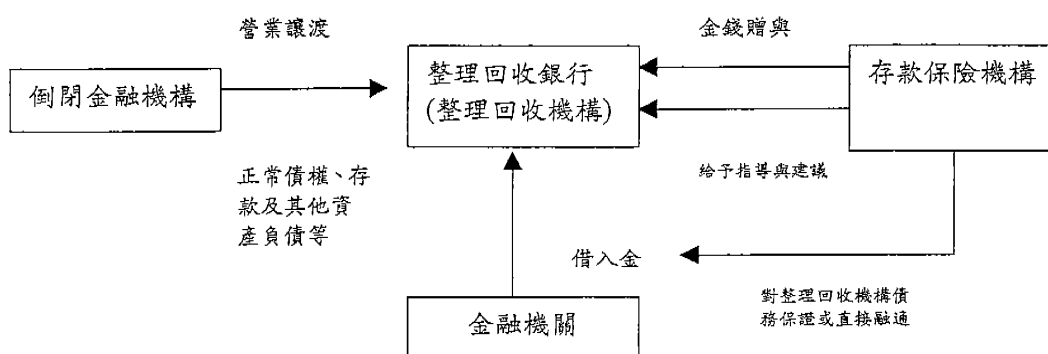 營業讓渡
金錢贈與
倒閉金融機構
整理回收銀行
(整理回收機構)
存款保險機構
正常債權、存
款及其他資
產負債等
給予指導與建議
借入金
對整理回收機構債
務保證或直接融通
金融機關